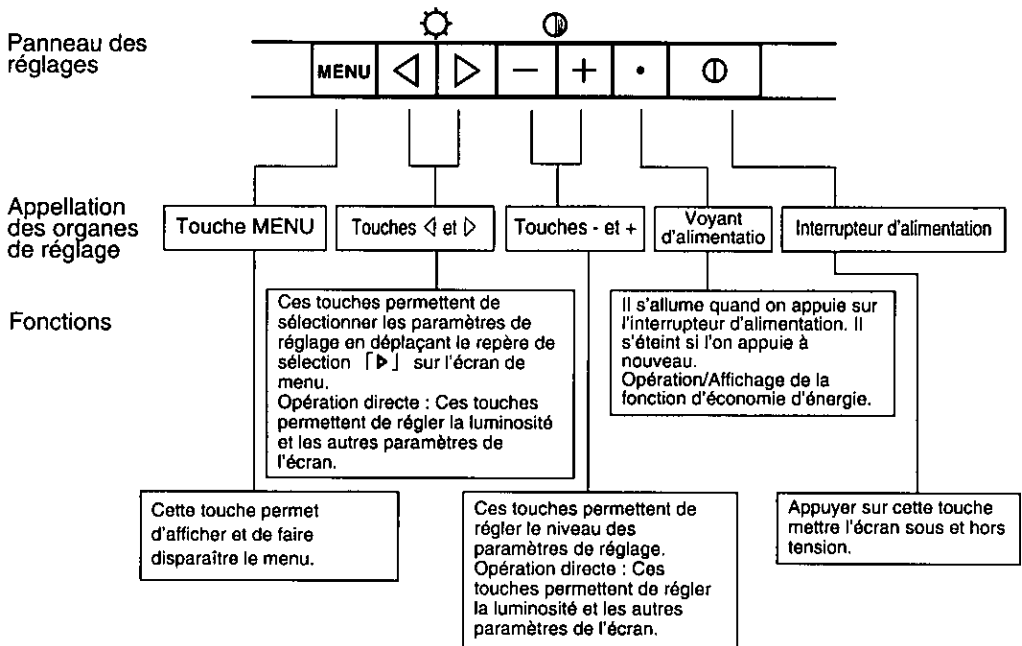 Panneau des
réglages
MENU ◁ ▷ − + •
Appellation
des organes
de réglage
Touche MENU
Touches ◁ et ▷
Touches - et +
Voyant
d'alimentatio
Interrupteur d'alimentation
Fonctions
Ces touches permettent de
sélectionner les paramètres de
réglage en déplaçant le repère de
sélection 「▶」 sur l'écran de
menu.
Opération directe : Ces touches
permettent de régler la luminosité
et les autres paramètres de
l'écran.
Il s'allume quand on appuie sur
l'interrupteur d'alimentation. Il
s'éteint si l'on appuie à
nouveau.
Opération/Affichage de la
fonction d'économie d'énergie.
Cette touche permet
d'afficher et de faire
disparaître le menu.
Ces touches permettent de
régler le niveau des
paramètres de réglage.
Opération directe : Ces
touches permettent de régler
la luminosité et les autres
paramètres de l'écran.
Appuyer sur cette touche
mettre l'écran sous et hors
tension.